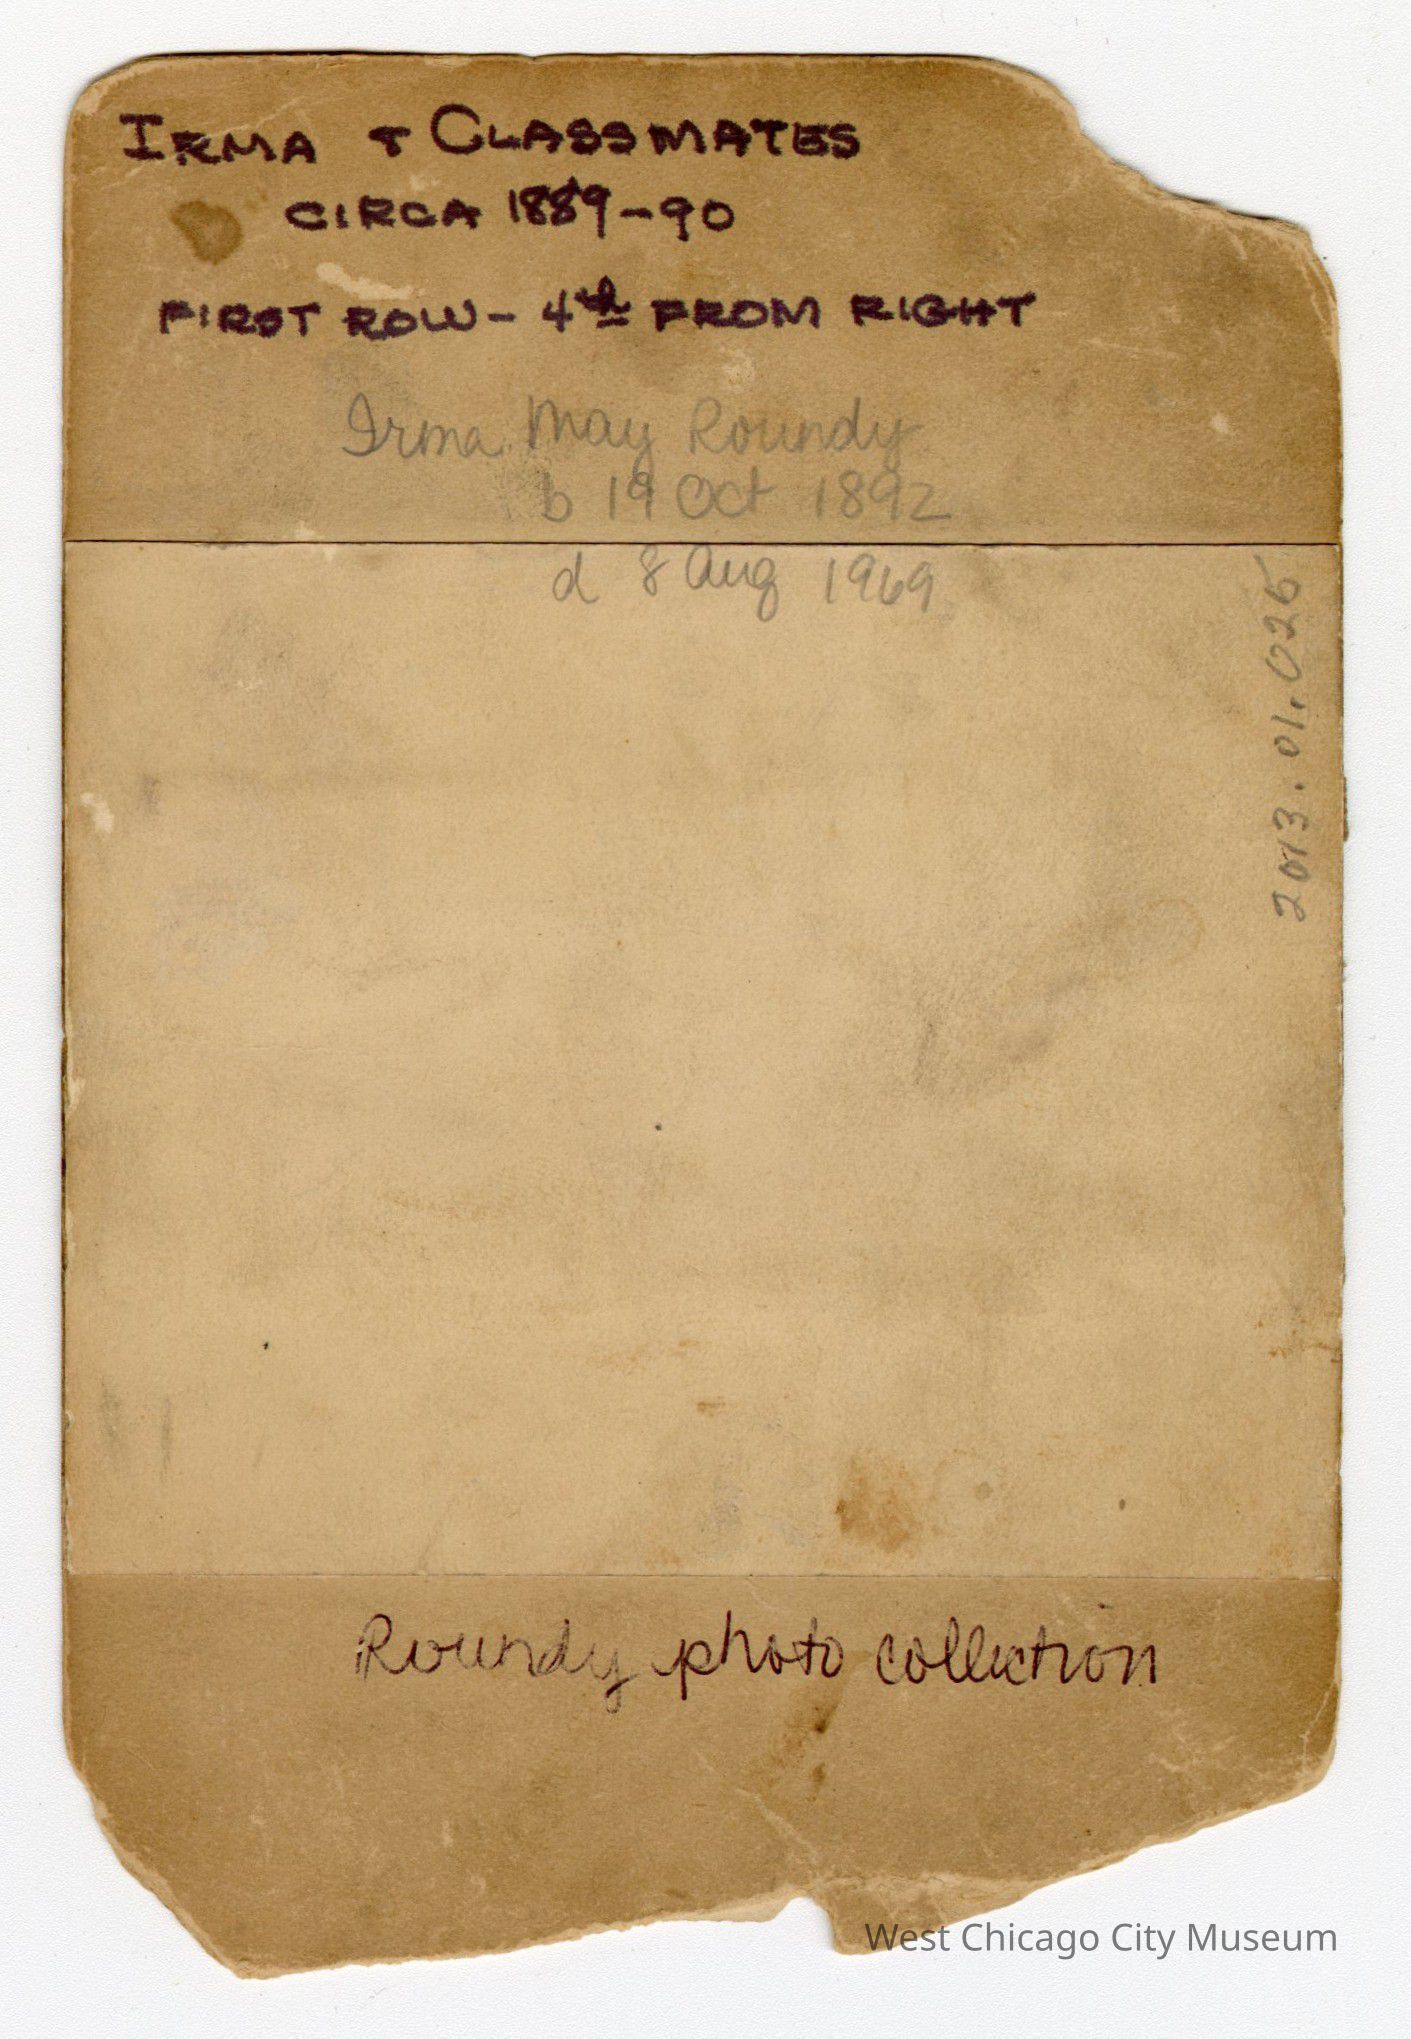 IRMA & CLASSMATES
CIRCA 1889-90
FIRST ROW - 4th FROM RIGHT
Irma May Roundy
b 19 Oct 1892
d 8 Aug 1969
2013.01.026
Roundy photo collection
West Chicago City Museum